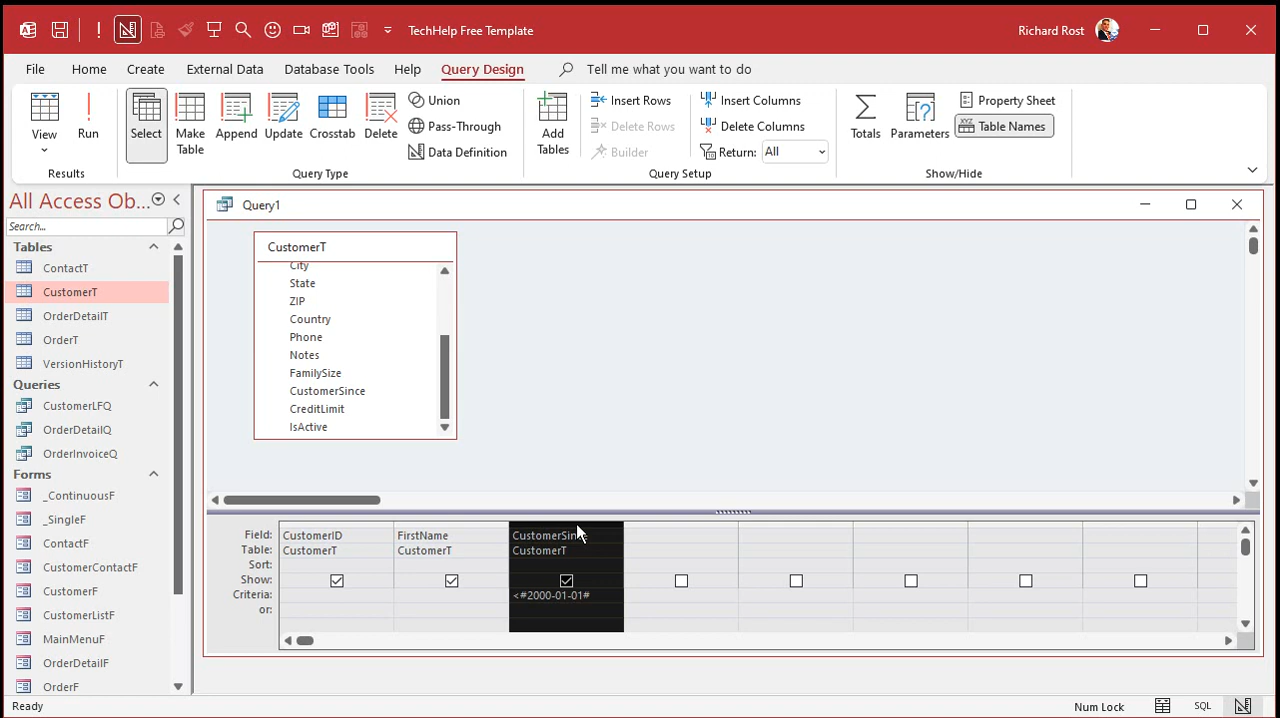 TechHelp Free Template
Richard Rost
File
Home
Create
External Data
Database Tools
Help
Query Design
Tell me what you want to do
View
Run
Select
Make Table
Append
Update
Crosstab
Delete
Union
Pass-Through
Data Definition
Add Tables
Insert Rows
Delete Rows
Builder
Insert Columns
Delete Columns
Return: All
Totals
Parameters
Property Sheet
XYZ
Table Names
Results
Query Type
Query Setup
Show/Hide
All Access Ob...
Search...
Tables
ContactT
CustomerT
OrderDetailT
OrderT
VersionHistoryT
Queries
CustomerLFQ
OrderDetailQ
OrderInvoiceQ
Forms
_ContinuousF
_SingleF
ContactF
CustomerContactF
CustomerF
CustomerListF
MainMenuF
OrderDetailF
OrderF
Query1
CustomerT
City
State
ZIP
Country
Phone
Notes
FamilySize
CustomerSince
CreditLimit
IsActive
Field: CustomerID FirstName CustomerSince
Table: CustomerT CustomerT CustomerT
Sort:
Show:
Criteria: <#2000-01-01#
or:
Ready
Num Lock
SQL